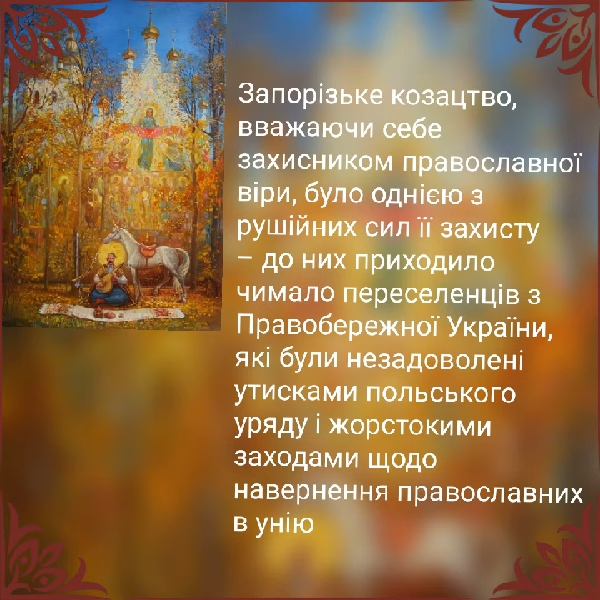 Запорізьке козацтво,
вважаючи себе
захисником православної
віри, було однією з
рушійних сил її захисту
– до них приходило
чимало переселенців з
Правобережної України,
які були незадоволені
утисками польського
уряду і жорстокими
заходами щодо
навернення православних
в унію